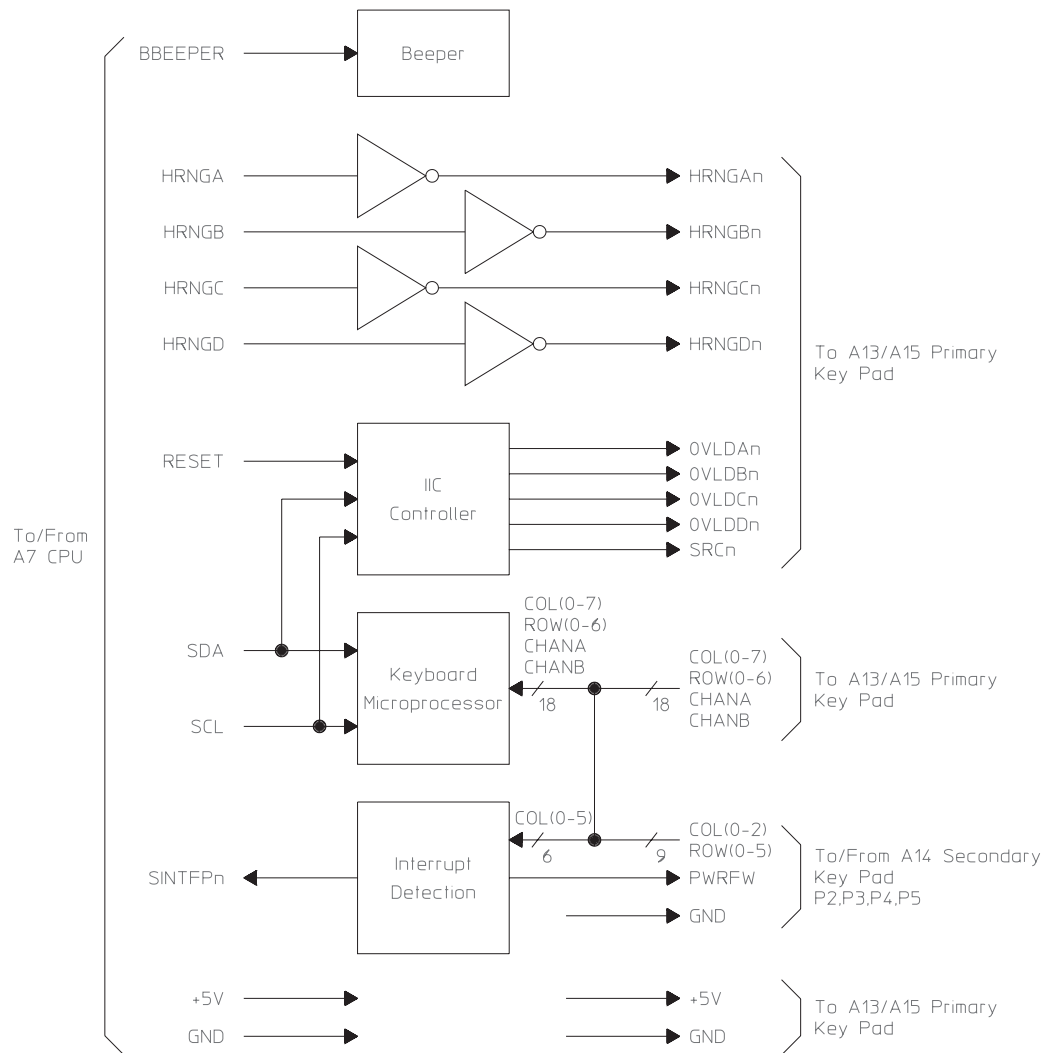 BBEEPER
Beeper
HRNGA
HRNGAn
HRNGB
HRNGBn
HRNGC
HRNGCn
HRNGD
HRNGDn
To A13/A15 Primary
Key Pad
RESET
IIC
Controller
OVLDAn
OVLDBn
OVLDCn
OVLDDn
SRCn
To/From
A7 CPU
SDA
SCL
Keyboard
Microprocessor
COL(0-7)
ROW(0-6)
CHANA
CHANB
18
18
COL(0-7)
ROW(0-6)
CHANA
CHANB
To A13/A15 Primary
Key Pad
SINTFPn
Interrupt
Detection
COL(0-5)
6
9
COL(0-2)
ROW(0-5)
PWRFW
GND
To/From A14 Secondary
Key Pad
P2,P3,P4,P5
+5V
GND
+5V
GND
To A13/A15 Primary
Key Pad